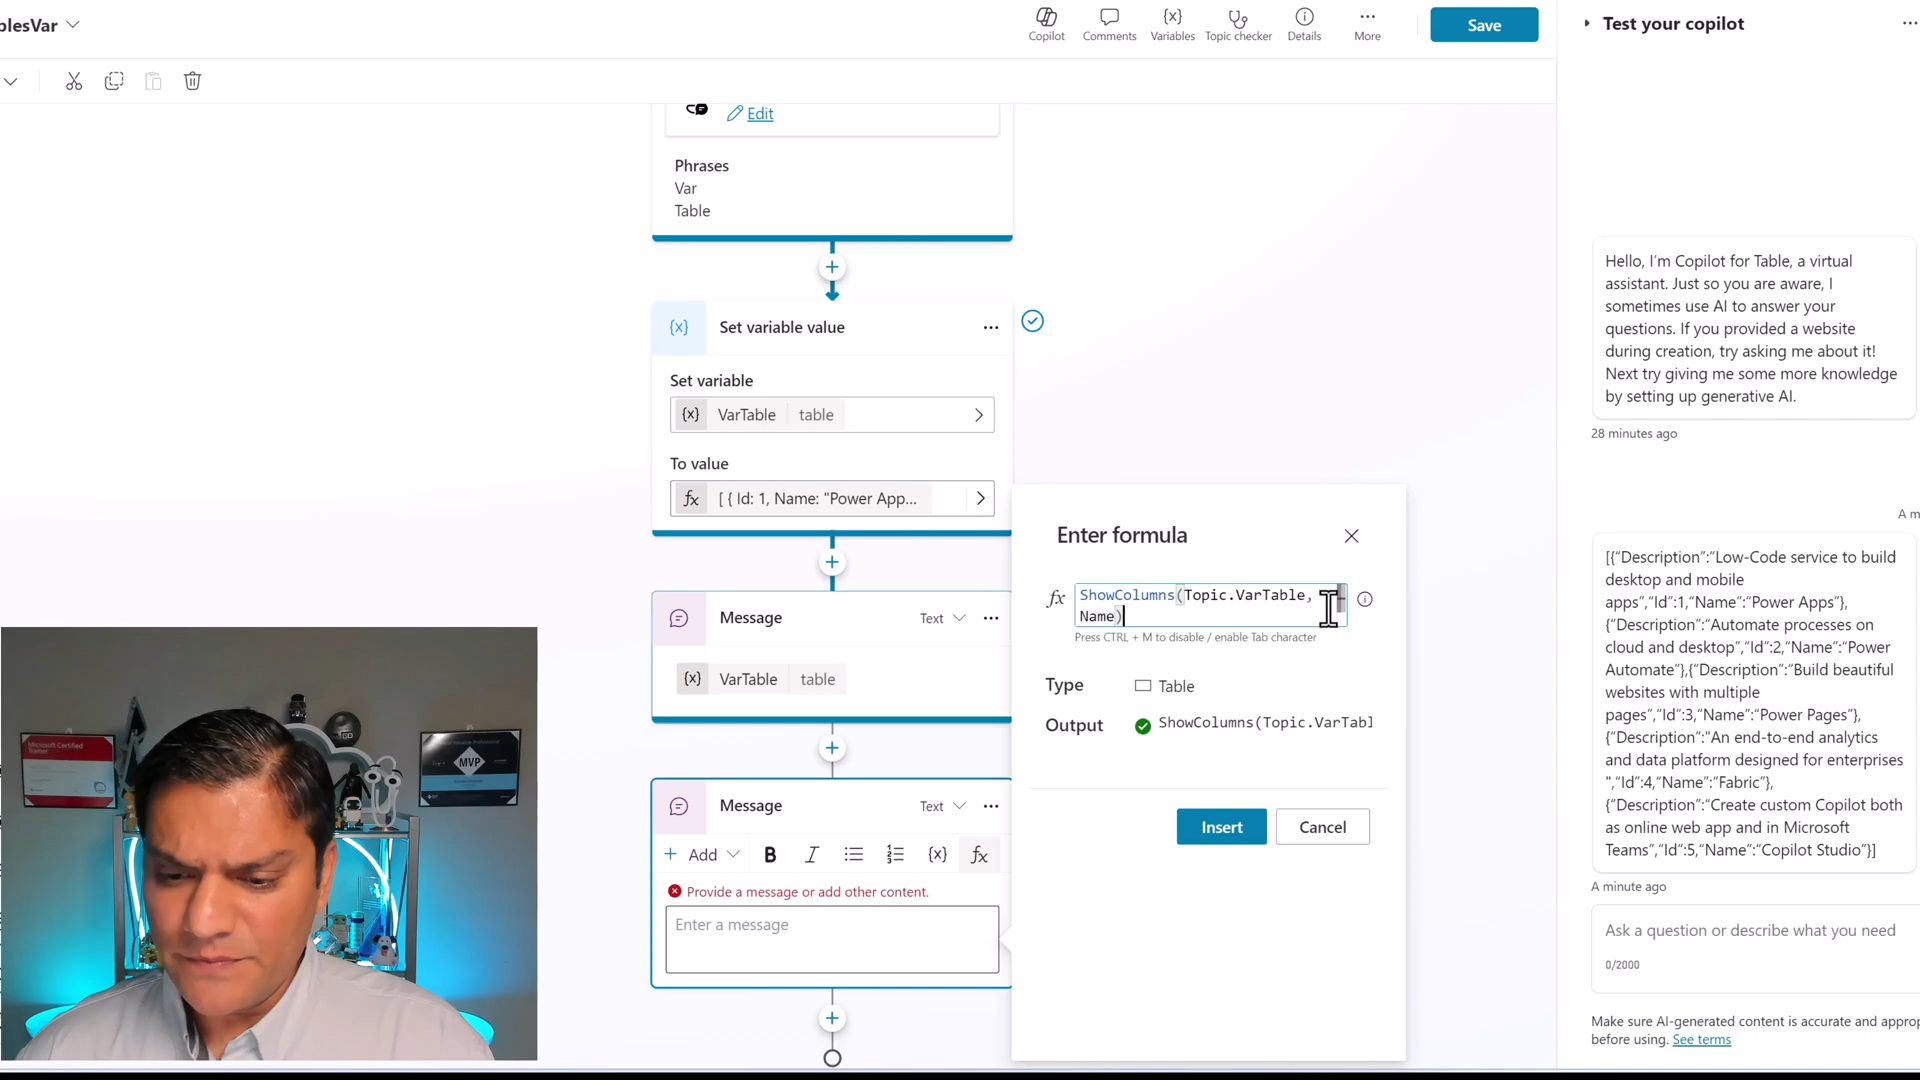 blesVar
Copilot
Comments
Variables
Topic checker
Details
More
Save
Test your copilot
Edit
Phrases
Var
Table
Set variable value
Set variable
{x} VarTable table
To value
fx [ { Id: 1, Name: "Power App...
Message
Text
{x} VarTable table
Message
Text
Add
B
I
{x}
fx
Provide a message or add other content.
Enter a message
Enter formula
fx
ShowColumns(Topic.VarTable,
Name)
Press CTRL + M to disable / enable Tab character
Type
Table
Output
ShowColumns(Topic.VarTabl
Insert
Cancel
Hello, I'm Copilot for Table, a virtual
assistant. Just so you are aware, I
sometimes use AI to answer your
questions. If you provided a website
during creation, try asking me about it!
Next try giving me some more knowledge
by setting up generative AI.
28 minutes ago
A m
[{"Description":"Low-Code service to build
desktop and mobile
apps","Id":1,"Name":"Power Apps"},
{"Description":"Automate processes on
cloud and desktop","Id":2,"Name":"Power
Automate"},{"Description":"Build beautiful
websites with multiple
pages","Id":3,"Name":"Power Pages"},
{"Description":"An end-to-end analytics
and data platform designed for enterprises
","Id":4,"Name":"Fabric"},
{"Description":"Create custom Copilot both
as online web app and in Microsoft
Teams","Id":5,"Name":"Copilot Studio"}]
A minute ago
Ask a question or describe what you need
0/2000
Make sure AI-generated content is accurate and approp
before using. See terms
Microsoft Certified
Trainer
MVP